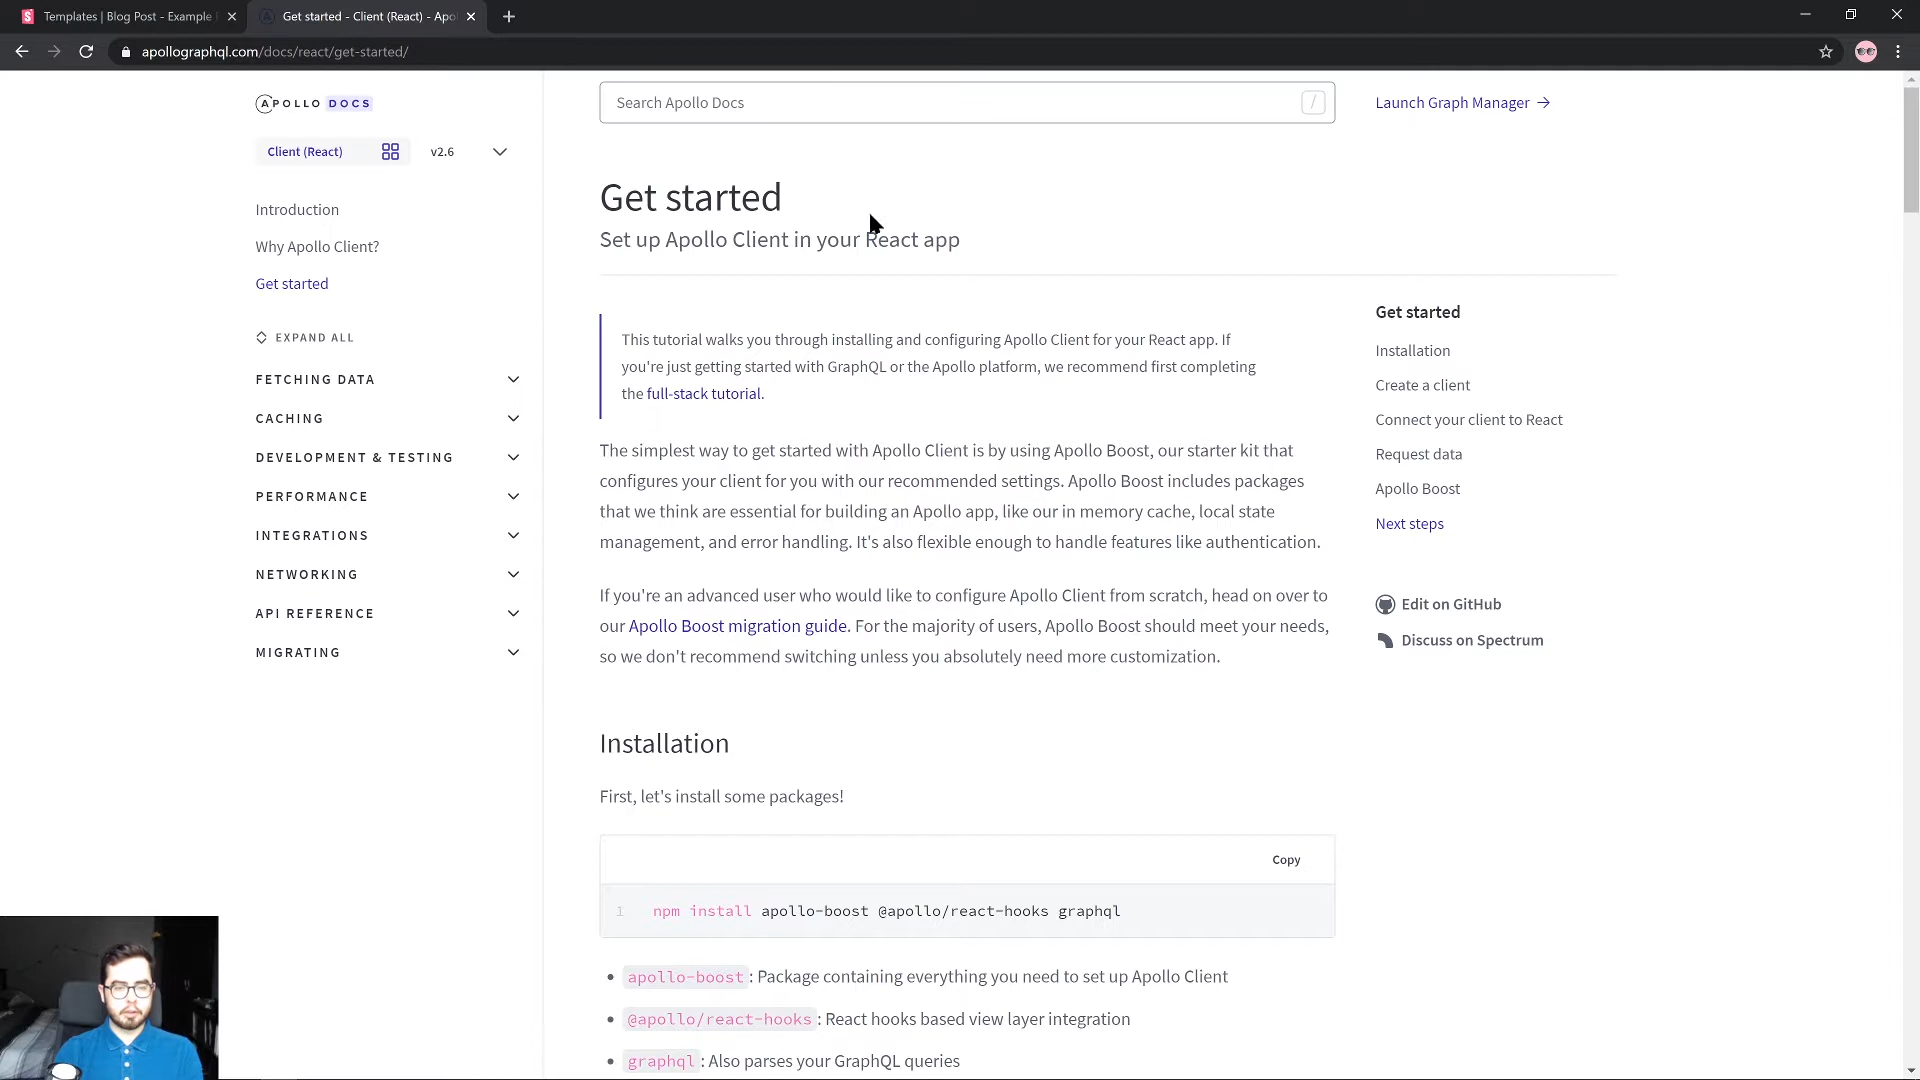 Templates | Blog Post - Example
Get started - Client (React) - Apo
apollographql.com/docs/react/get-started/
APOLLO DOCS
Search Apollo Docs
/
Launch Graph Manager →
Client (React)
v2.6
Introduction
Why Apollo Client?
Get started
EXPAND ALL
FETCHING DATA
CACHING
DEVELOPMENT & TESTING
PERFORMANCE
INTEGRATIONS
NETWORKING
API REFERENCE
MIGRATING
Get started
Set up Apollo Client in your React app
This tutorial walks you through installing and configuring Apollo Client for your React app. If
you're just getting started with GraphQL or the Apollo platform, we recommend first completing
the full-stack tutorial.
The simplest way to get started with Apollo Client is by using Apollo Boost, our starter kit that
configures your client for you with our recommended settings. Apollo Boost includes packages
that we think are essential for building an Apollo app, like our in memory cache, local state
management, and error handling. It's also flexible enough to handle features like authentication.
If you're an advanced user who would like to configure Apollo Client from scratch, head on over to
our Apollo Boost migration guide. For the majority of users, Apollo Boost should meet your needs,
so we don't recommend switching unless you absolutely need more customization.
Installation
First, let's install some packages!
Copy
1 npm install apollo-boost @apollo/react-hooks graphql
• apollo-boost: Package containing everything you need to set up Apollo Client
• @apollo/react-hooks: React hooks based view layer integration
• graphql: Also parses your GraphQL queries
Get started
Installation
Create a client
Connect your client to React
Request data
Apollo Boost
Next steps
Edit on GitHub
Discuss on Spectrum